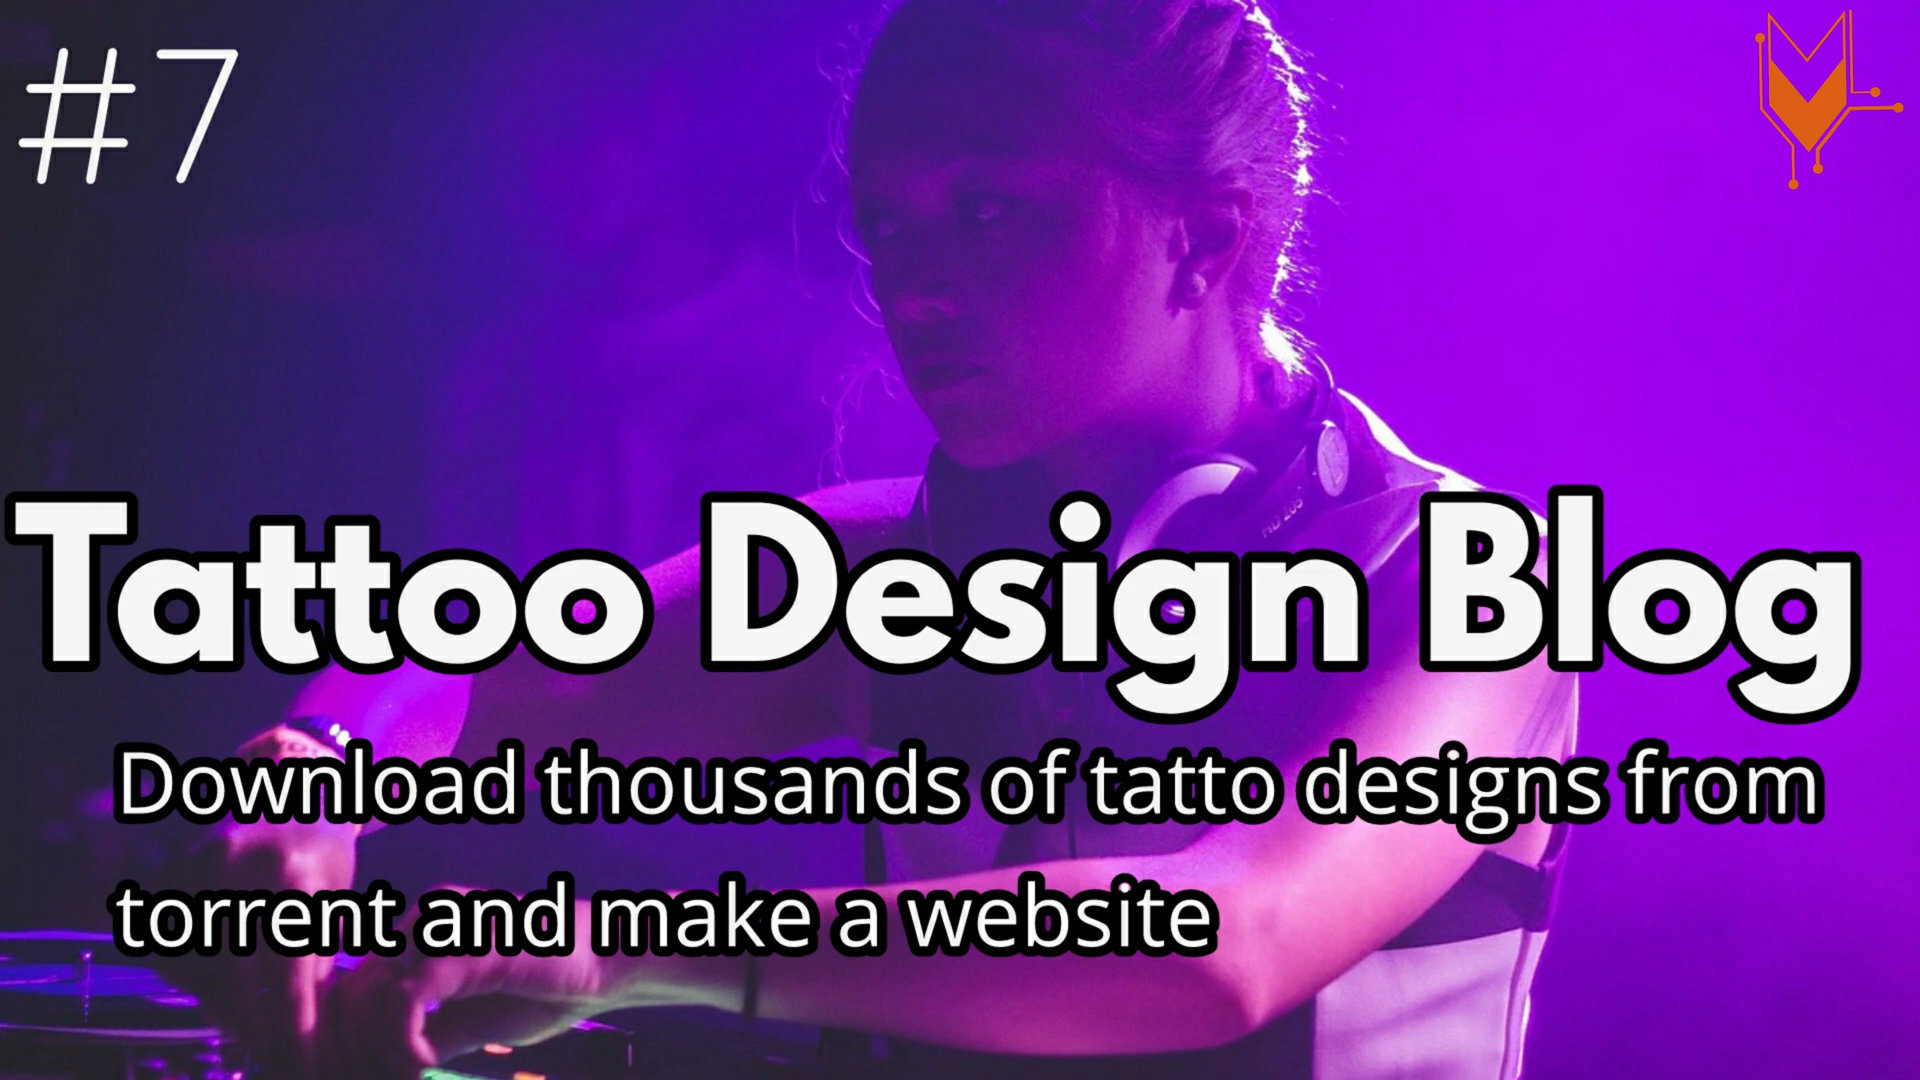 #7
Tattoo Design Blog
Download thousands of tatto designs from
torrent and make a website